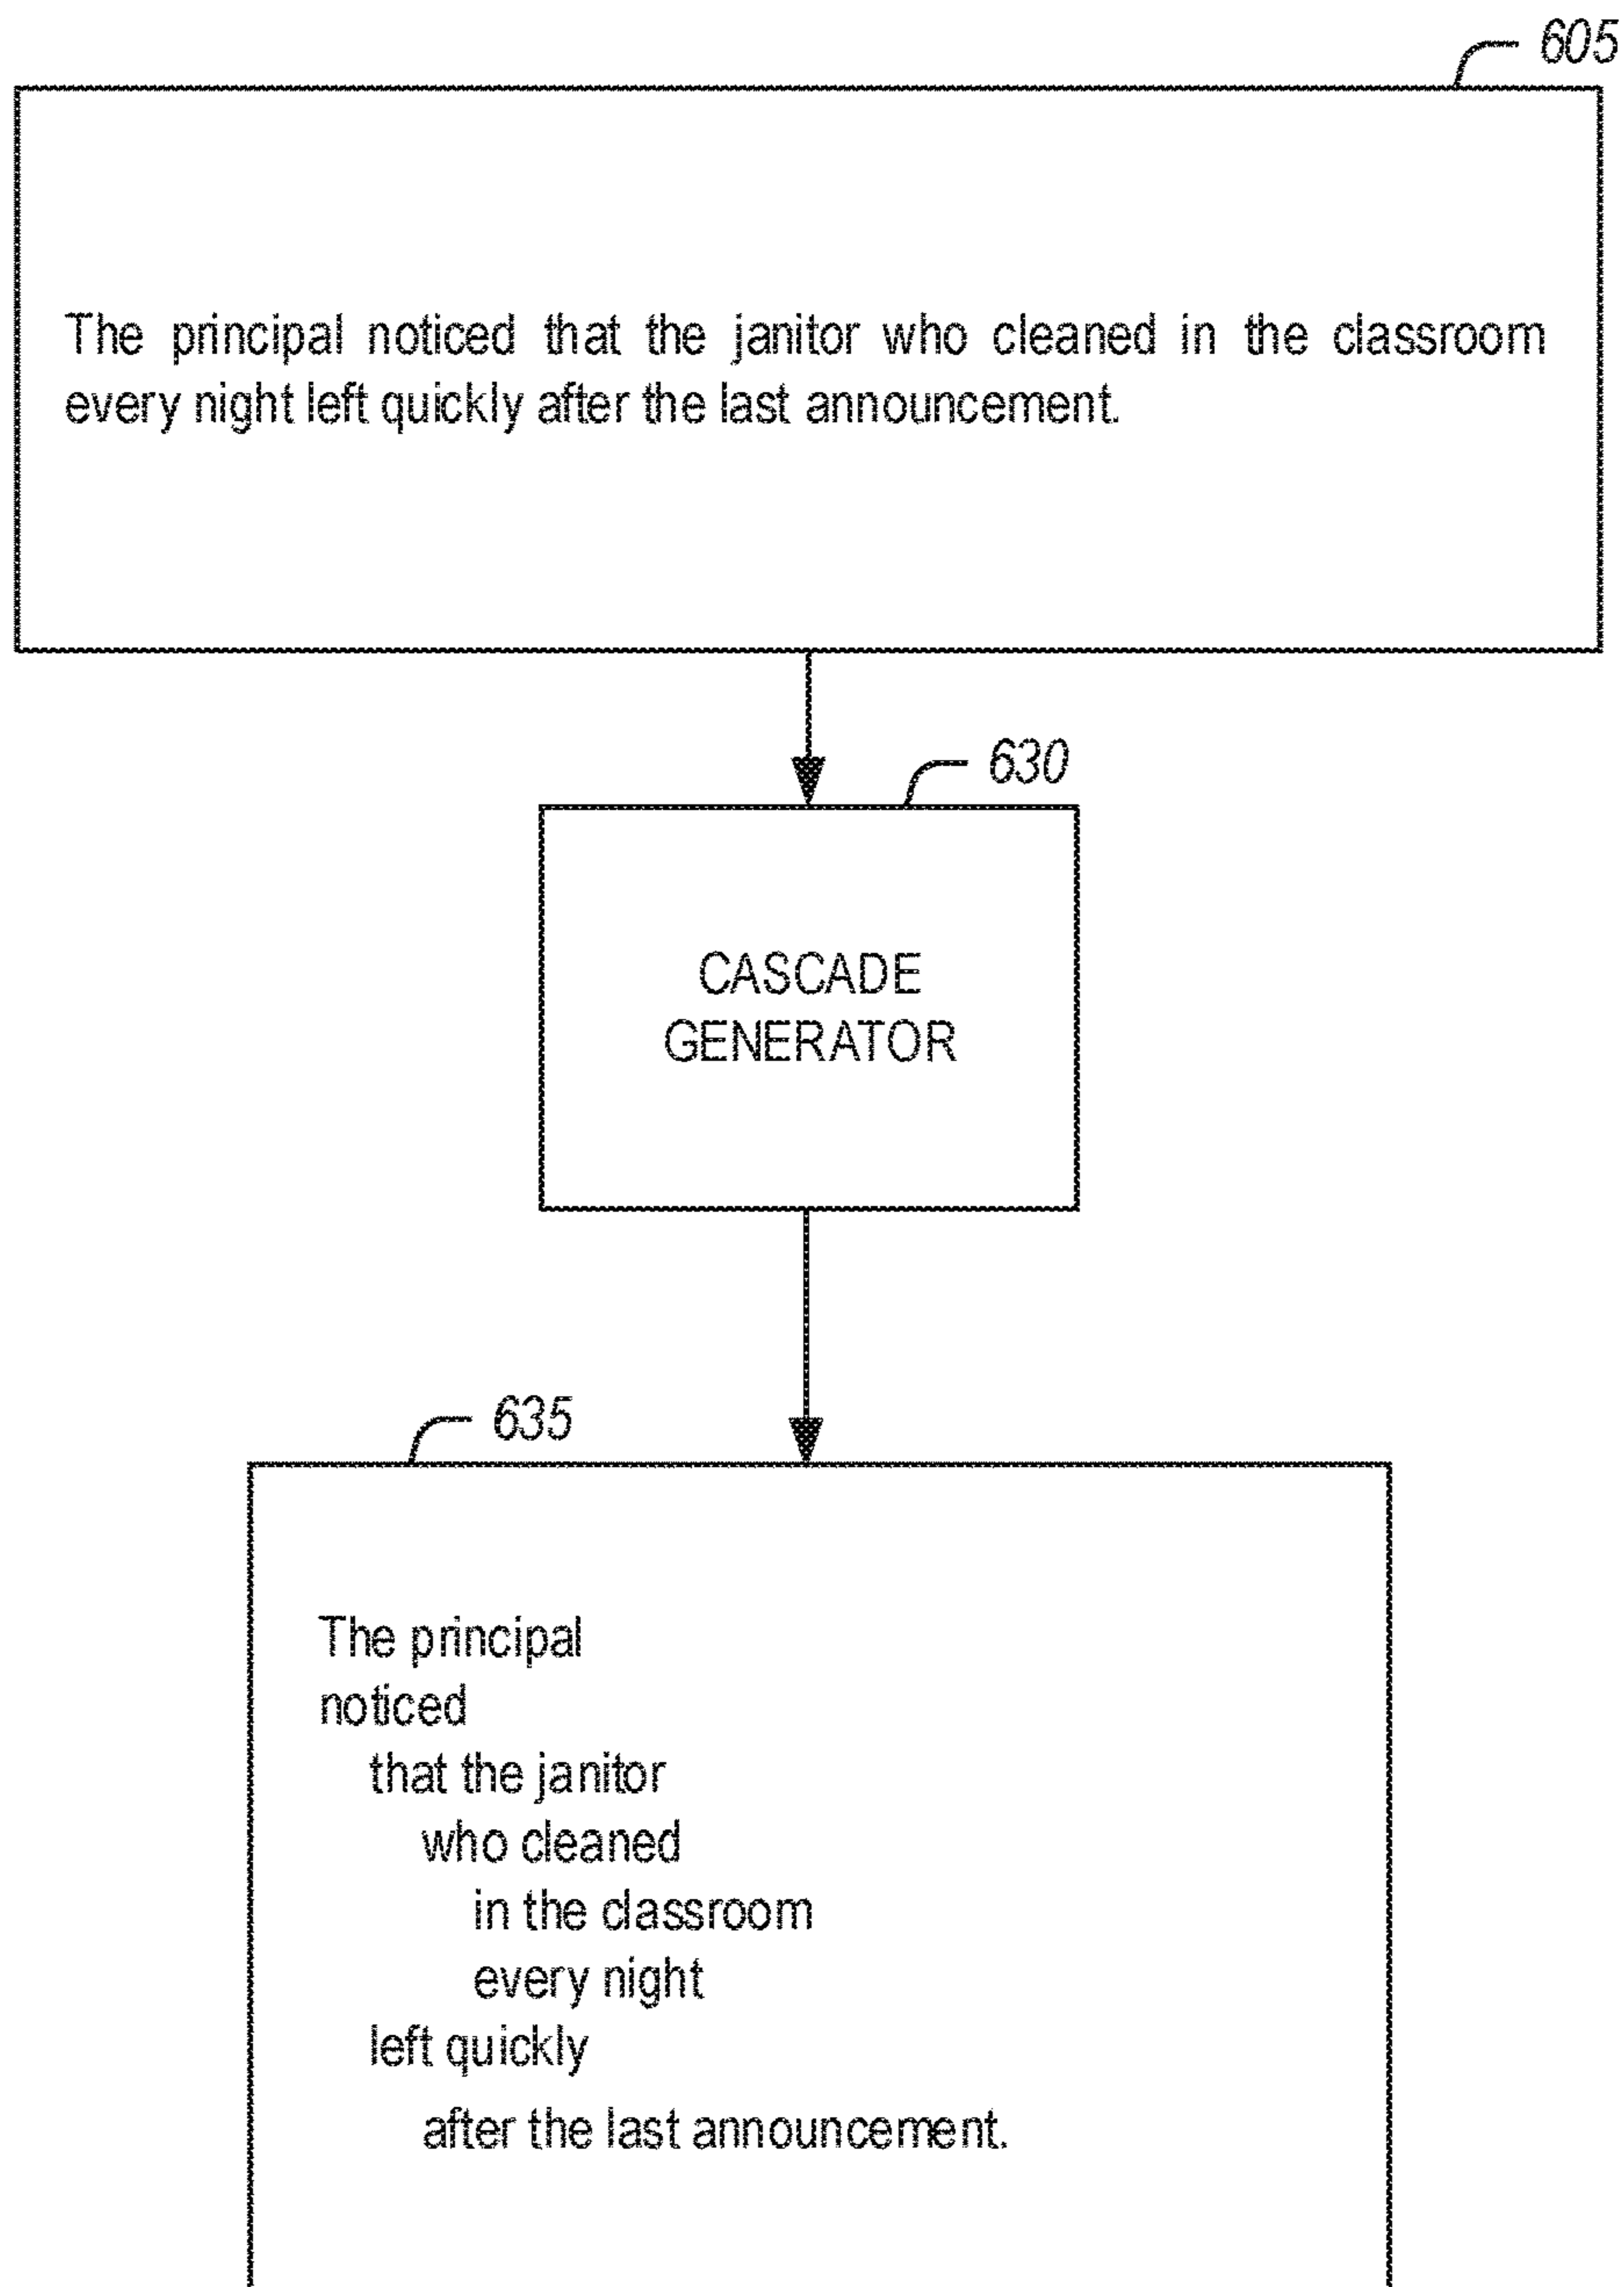 605
The principal noticed that the janitor who cleaned in the classroom
every night left quickly after the last announcement.
630
CASCADE
GENERATOR
635
The principal
noticed
that the janitor
who cleaned
in the classroom
every night
left quickly
after the last announcement.